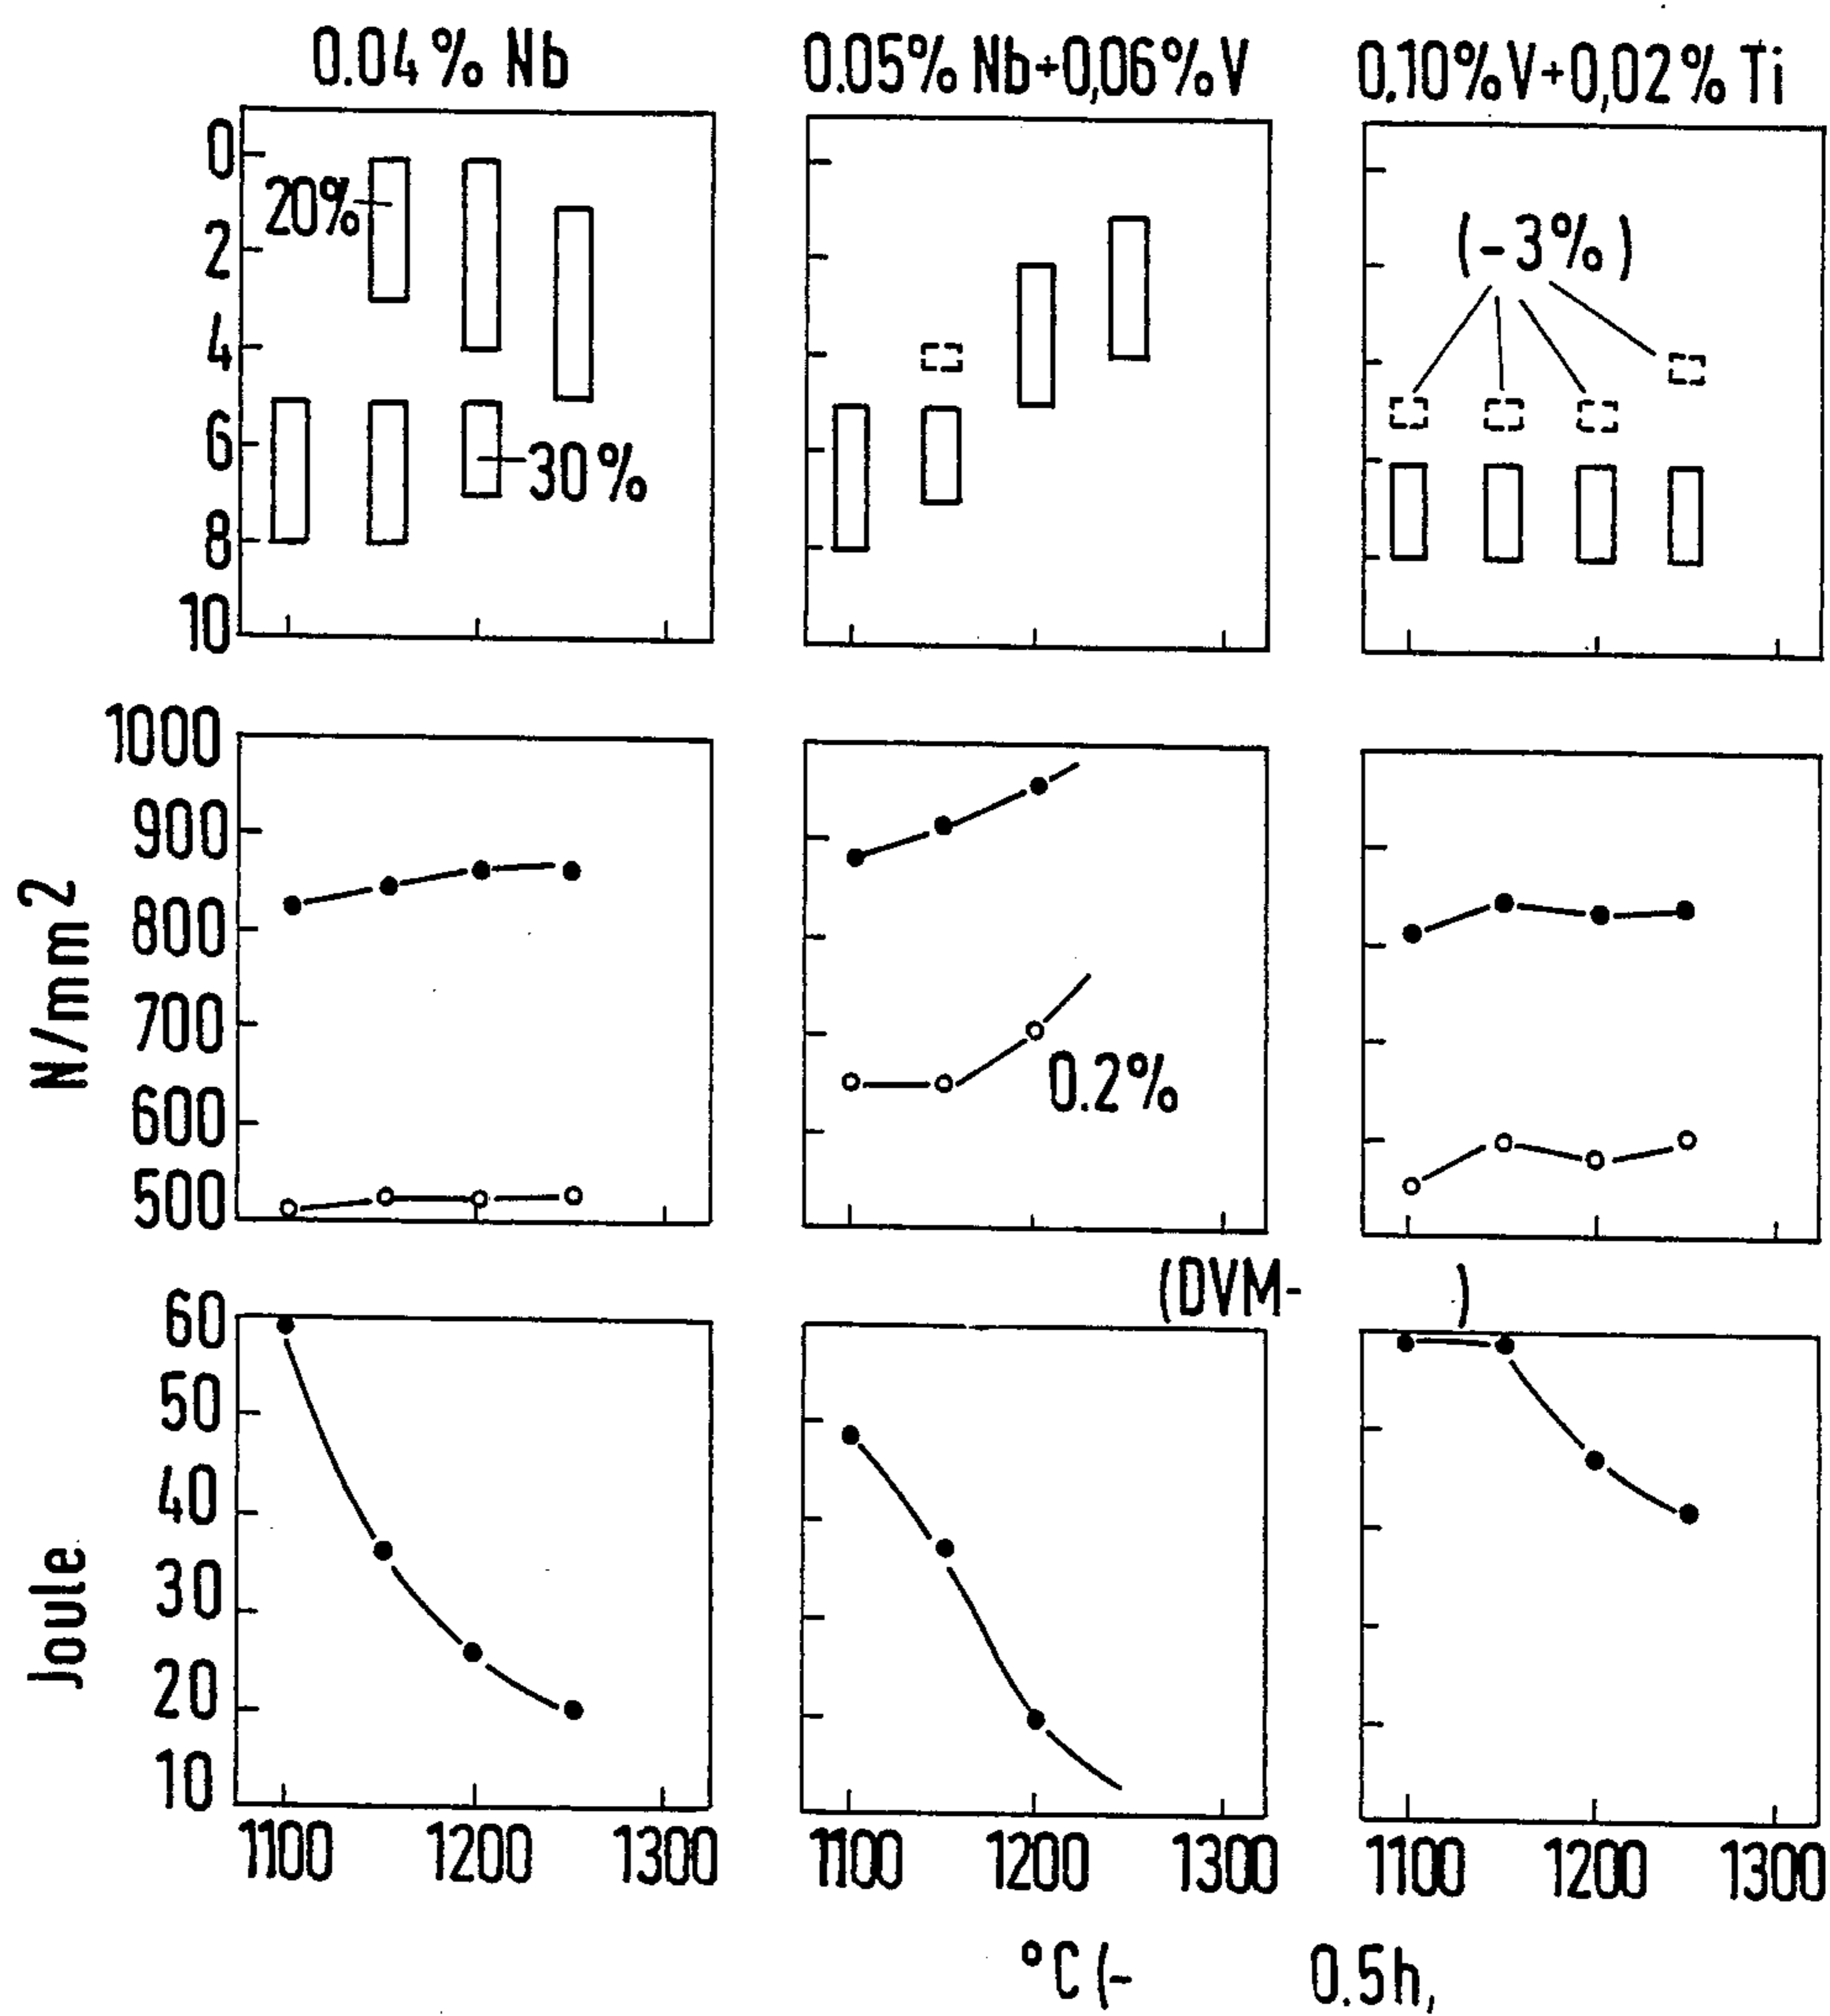 0.04% Nb
0.05% Nb+0,06%V
0.10%V+0,02% Ti
0
2
4
6
8
10
20%
30%
(-3%)
N/mm2
1000
900
800
700
600
500
0.2%
(DVM- )
Joule
60
50
40
30
20
10
1100 1200 1300
1100 1200 1300
1100 1200 1300
°C (- 0.5h,